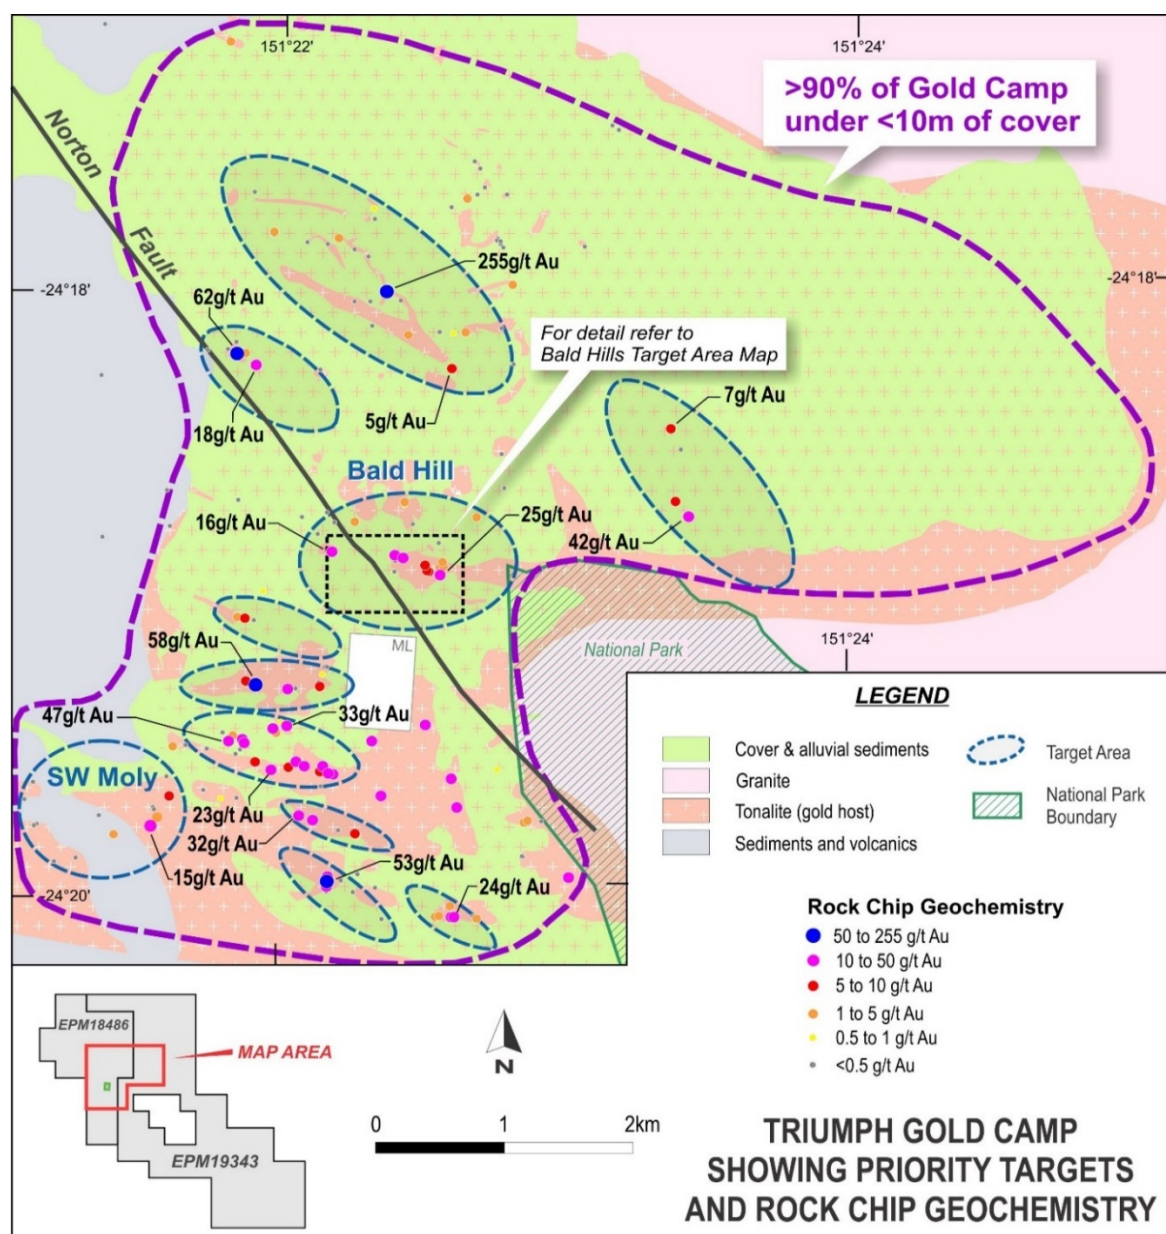 151°22'
151°24'
>90% of Gold Camp
under <10m of cover
Norton
Fault
255g/t Au
-24°18'
-24°18'
62g/t Au
For detail refer to
Bald Hills Target Area Map
7g/t Au
5g/t Au
18g/t Au
Bald Hill
16g/t Au
25g/t Au
42g/t Au
58g/t Au
ML
National Park
151°24'
47g/t Au
33g/t Au
SW Moly
23g/t Au
32g/t Au
15g/t Au
53g/t Au
24g/t Au
-24°20'
LEGEND
Cover & alluvial sediments
Granite
Tonalite (gold host)
Sediments and volcanics
Target Area
National Park
Boundary
Rock Chip Geochemistry
50 to 255 g/t Au
10 to 50 g/t Au
5 to 10 g/t Au
1 to 5 g/t Au
0.5 to 1 g/t Au
<0.5 g/t Au
EPM18486
MAP AREA
EPM19343
N
0 1 2km
TRIUMPH GOLD CAMP
SHOWING PRIORITY TARGETS
AND ROCK CHIP GEOCHEMISTRY